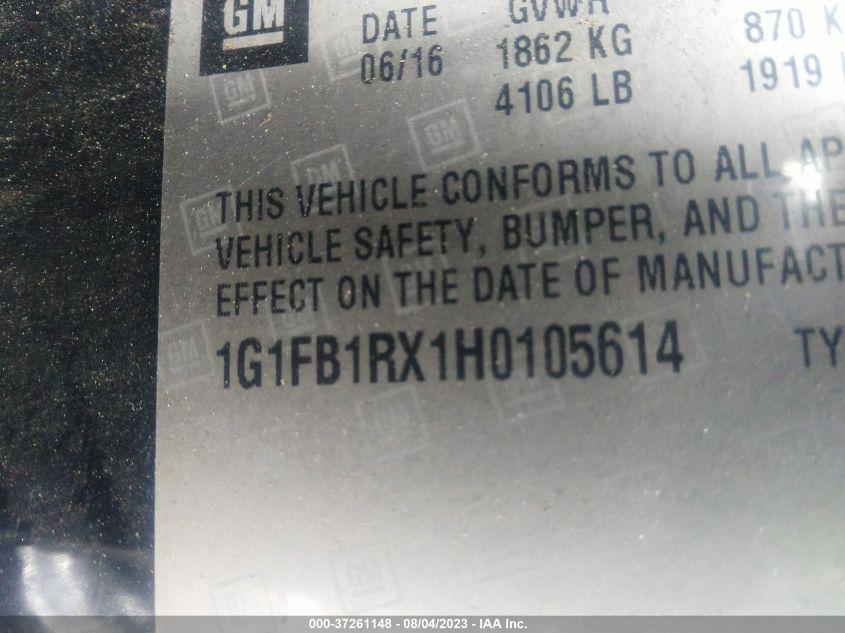 GM
DATE GVWR
06/16 1862 KG 870 K
4106 LB 1919
THIS VEHICLE CONFORMS TO ALL AP
VEHICLE SAFETY, BUMPER, AND THE
EFFECT ON THE DATE OF MANUFACT
1G1FB1RX1H0105614 TY
000-37261148 - 08/04/2023 - IAA Inc.